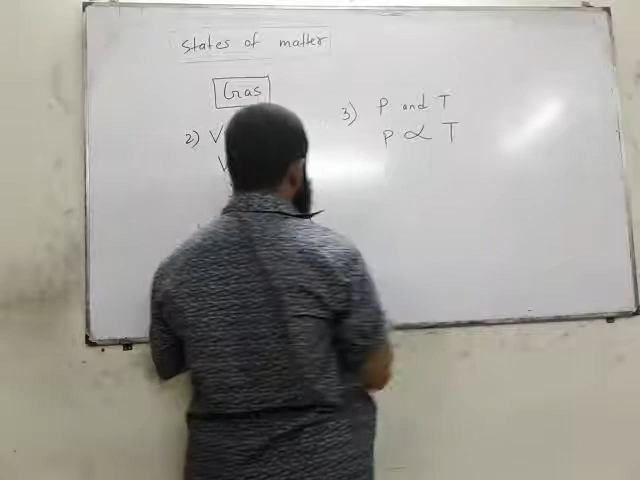 States of matter
Gas
2) V
V
3) P and T
P ∝ T